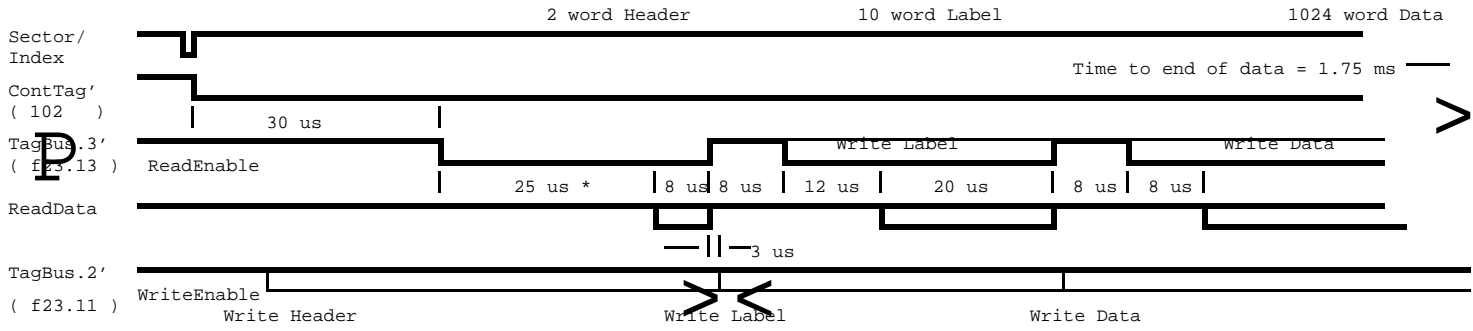 2 word Header 10 word Label 1024 word Data
Sector/
Index
Time to end of data = 1.75 ms
ContTag'
( 102 )
30 us
>
TagBus.3' Write Label Write Data
P
( f23.13 ) ReadEnable
25 us * 8 us 8 us 12 us 20 us 8 us 8 us
ReadData
3 us
TagBus.2'
WriteEnable
( f23.11 )
> <
Write Header Write Label Write Data